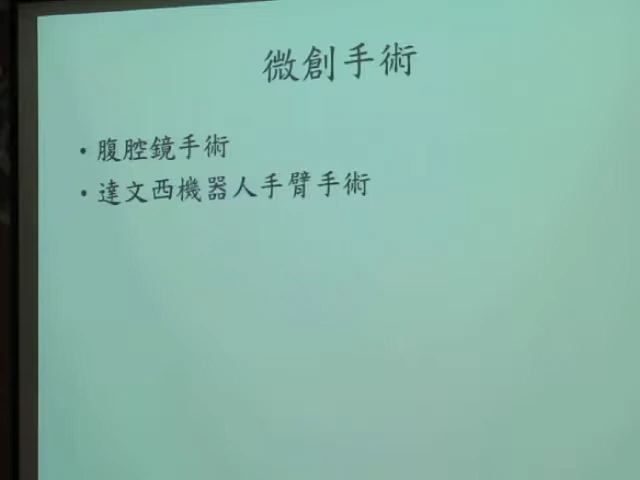 微創手術
• 腹腔鏡手術
• 達文西機器人手臂手術